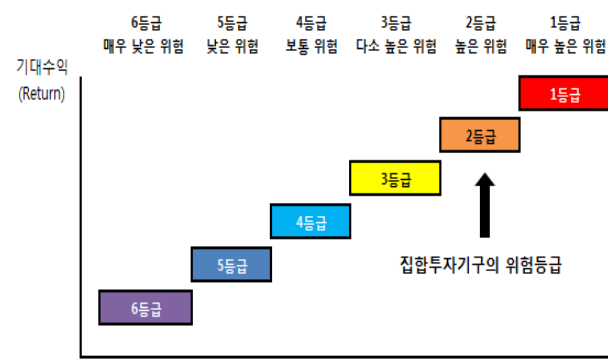 6등급 5등급 4등급 3등급 2등급 1등급
매우 낮은 위험 낮은 위험 보통 위험 다소 높은 위험 높은 위험 매우 높은 위험
기대수익
(Return)
1등급
2등급
3등급
4등급
집합투자기구의 위험등급
5등급
6등급